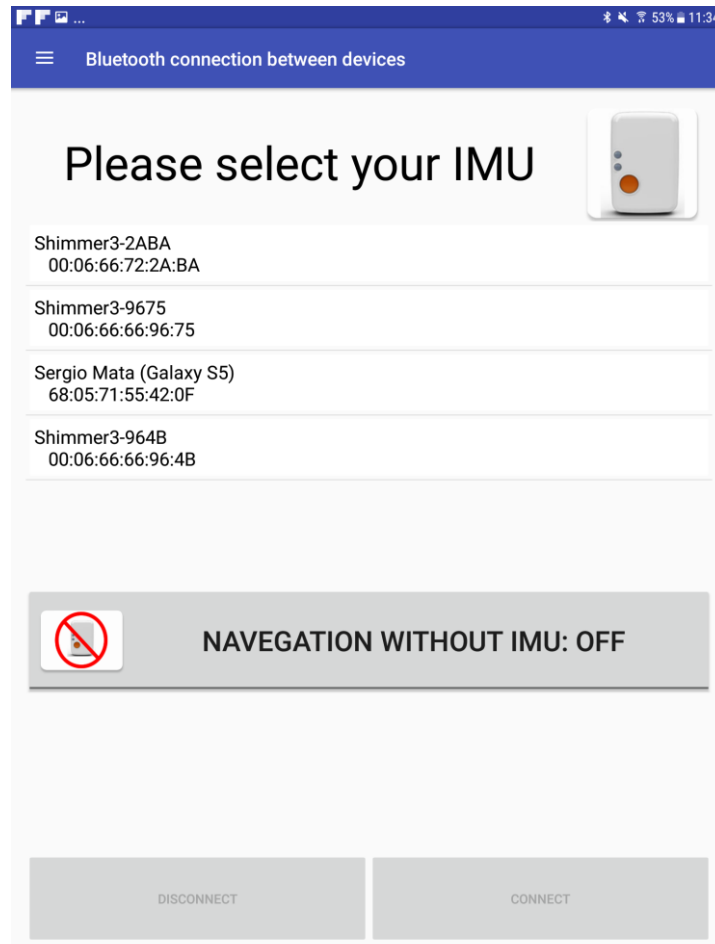 ... 53% 11:34
Bluetooth connection between devices
Please select your IMU
Shimmer3-2ABA
00:06:66:72:2A:BA
Shimmer3-9675
00:06:66:66:96:75
Sergio Mata (Galaxy S5)
68:05:71:55:42:0F
Shimmer3-964B
00:06:66:66:96:4B
NAVEGATION WITHOUT IMU: OFF
DISCONNECT CONNECT